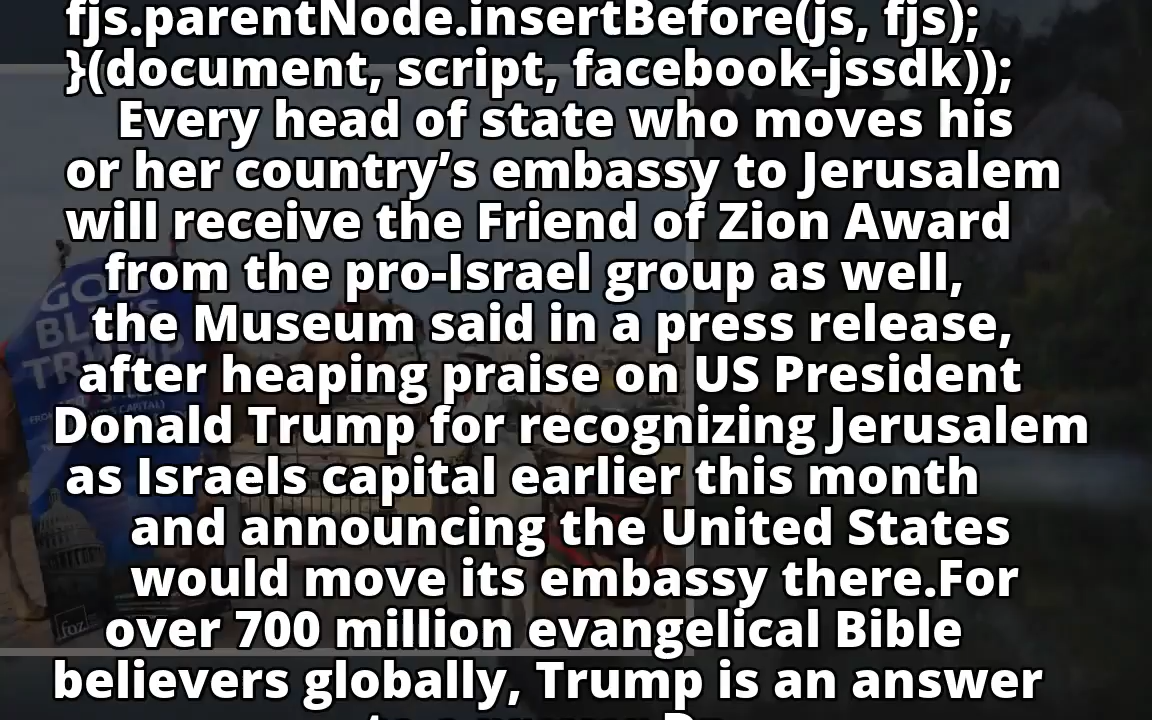 fjs.parentNode.insertBefore(js, fjs);
}(document, script, facebook-jssdk));
Every head of state who moves his
or her country’s embassy to Jerusalem
will receive the Friend of Zion Award
from the pro-Israel group as well,
the Museum said in a press release,
after heaping praise on US President
Donald Trump for recognizing Jerusalem
as Israels capital earlier this month
and announcing the United States
would move its embassy there.For
over 700 million evangelical Bible
believers globally, Trump is an answer
TRUMP
foz